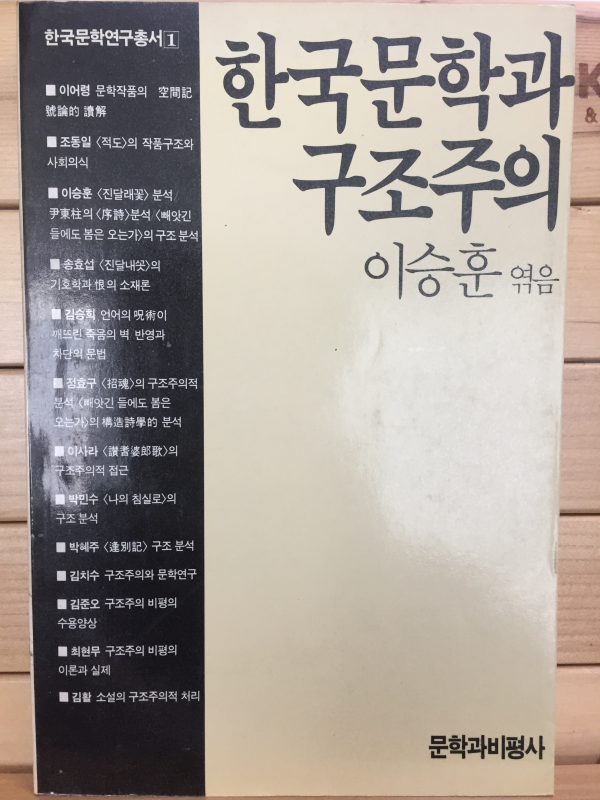 한국문학연구총서 1
■ 이어령 문학작품의 空間記
號論的 讀解
■ 조동일 〈적도〉의 작품구조와
사회의식
■ 이승훈 〈진달래꽃〉 분석/
尹東柱의 〈序詩〉분석 〈빼앗긴
들에도 봄은 오는가〉의 구조 분석
■ 송효섭 〈진달내쏫〉의
기호학과 恨의 소재론
■ 김승희 언어의 呪術이
깨뜨린 죽음의 벽 반영과
차단의 문법
■ 정효구 〈招魂〉의 구조주의적
분석 〈빼앗긴 들에도 봄은
오는가〉의 構造詩學的 분석
■ 이사라 〈讚耆婆郎歌〉의
구조주의적 접근
■ 박민수 〈나의 침실로〉의
구조 분석
■ 박혜주 〈逢別記〉 구조 분석
■ 김치수 구조주의와 문학연구
■ 김준오 구조주의 비평의
수용양상
■ 최현무 구조주의 비평의
이론과 실제
■ 김활 소설의 구조주의적 처리
한국문학과
구조주의
이승훈 엮음
문학과비평사
K
&